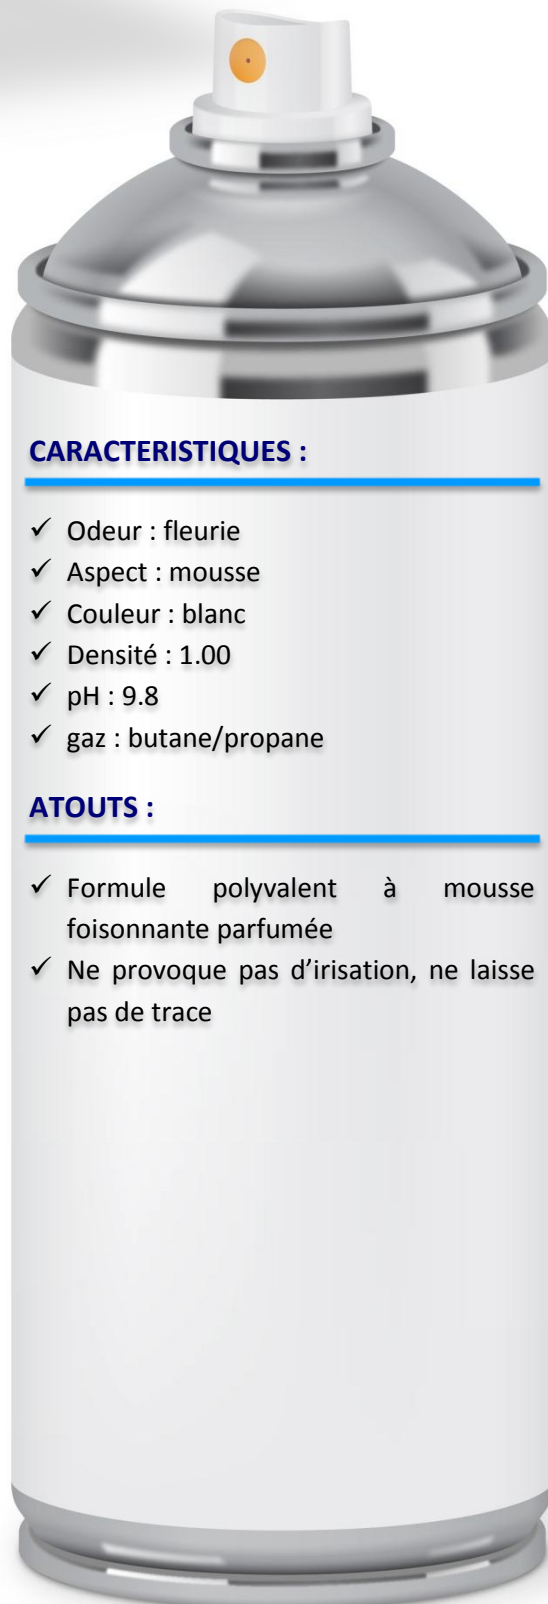 CARACTERISTIQUES :
✓ Odeur : fleurie
✓ Aspect : mousse
✓ Couleur : blanc
✓ Densité : 1.00
✓ pH : 9.8
✓ gaz : butane/propane
ATOUTS :
✓ Formule polyvalent à mousse
foisonnante parfumée
✓ Ne provoque pas d’irisation, ne laisse
pas de trace